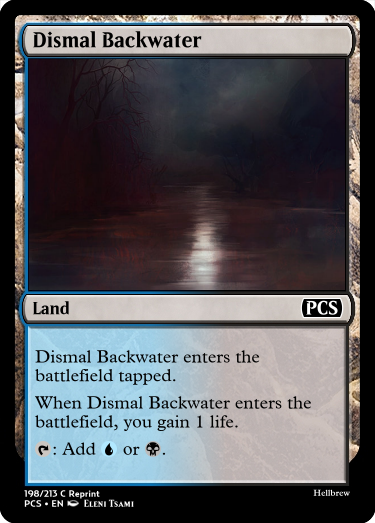 Dismal Backwater
Land
PCS
Dismal Backwater enters the
battlefield tapped.
When Dismal Backwater enters the
battlefield, you gain 1 life.
: Add or .
198/213 C Reprint
PCS • EN Eleni Tsami
Hellbrew